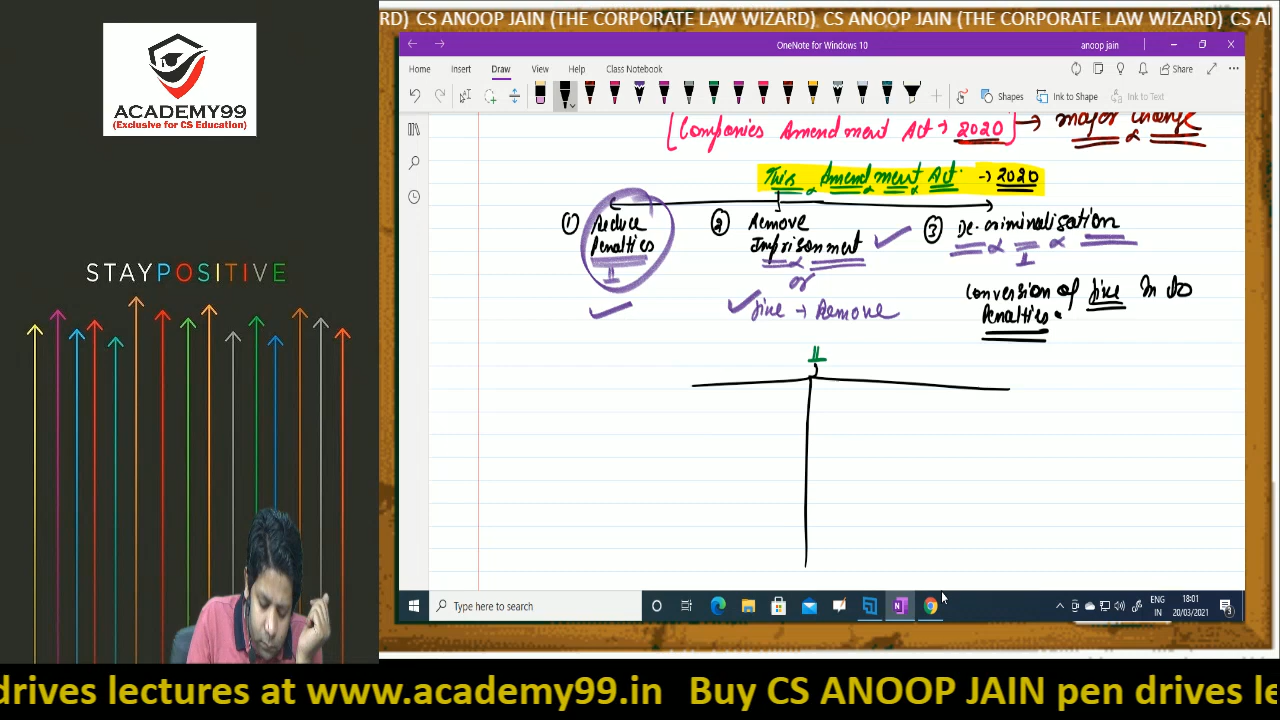 RD) CS ANOOP JAIN (THE CORPORATE LAW WIZARD) CS ANOOP JAIN (THE CORPORATE LAW WIZARD) CS A
ACADEMY99
(Exclusive for CS Education)
STAYPOSITIVE
OneNote for Windows 10
anoop jain
Home Insert Draw View Help Class Notebook
Share
Shapes Ink to Shape Ink to Text
Companies Amendment Act → 2020 → major change
This Amendment Act → 2020
① Reduce Penalties
② Remove Imprisonment
or
fine → Remove
③ De-criminalisation
Conversion of fine In to
Penalties
Type here to search
ENG
IN
18:01
20/03/2021
3
drives lectures at www.academy99.in Buy CS ANOOP JAIN pen drives le